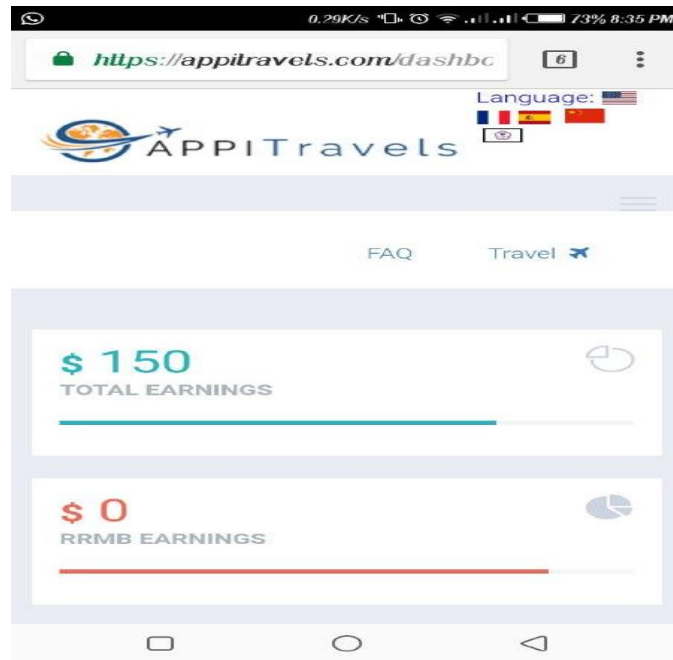 0.29K/s 73% 8:35 PM
https://appitravels.com/dashbc 6
Language:
APPITravels
FAQ Travel
$ 150
TOTAL EARNINGS
$ 0
RRMB EARNINGS